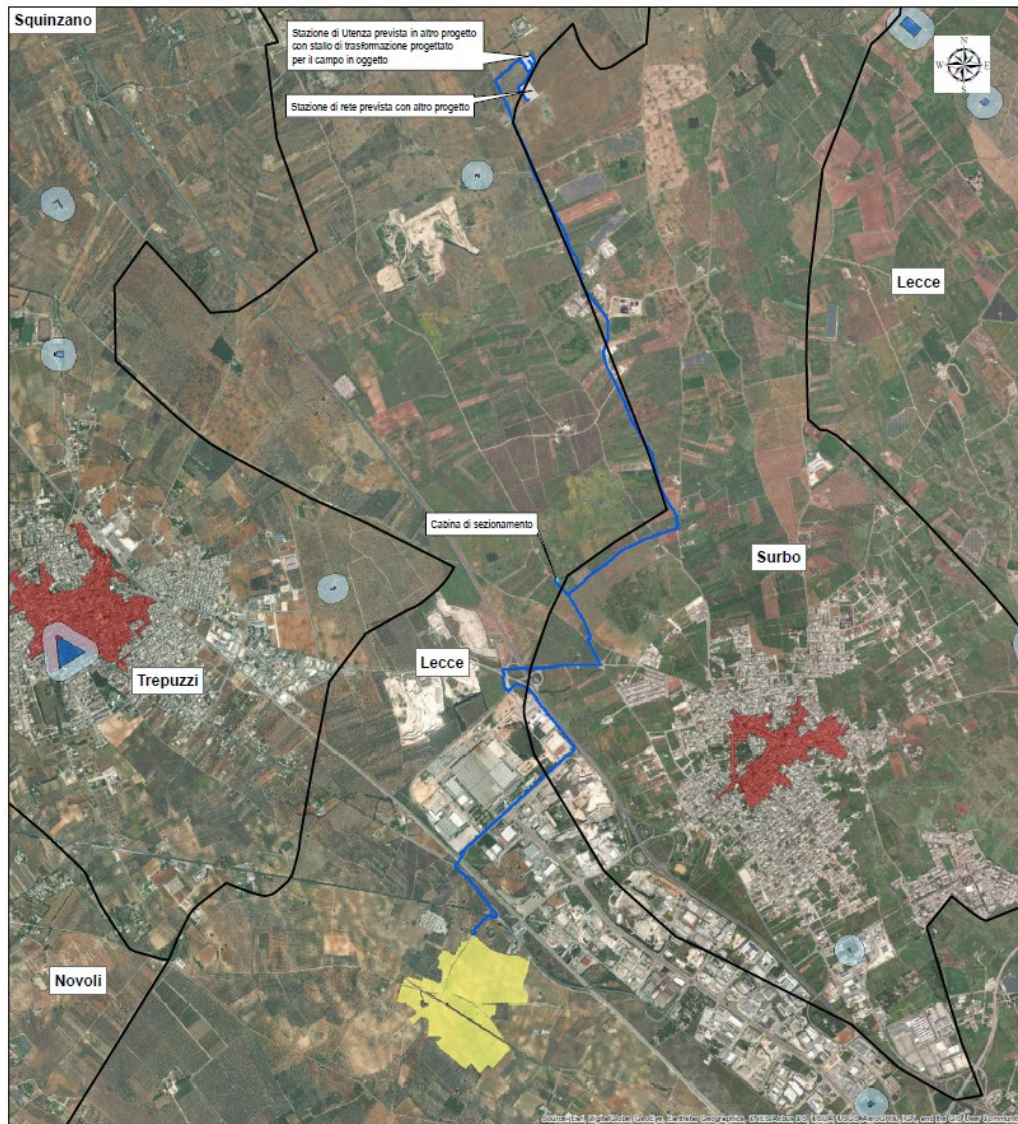 Squinzano
Stazione di Utenza prevista in altro progetto
con stallo di trasformazione progettato
per il campo in oggetto
N
W E
S
Stazione di rete prevista con altro progetto
Lecce
Cabina di sezionamento
Surbo
Lecce
Trepuzzi
Novoli